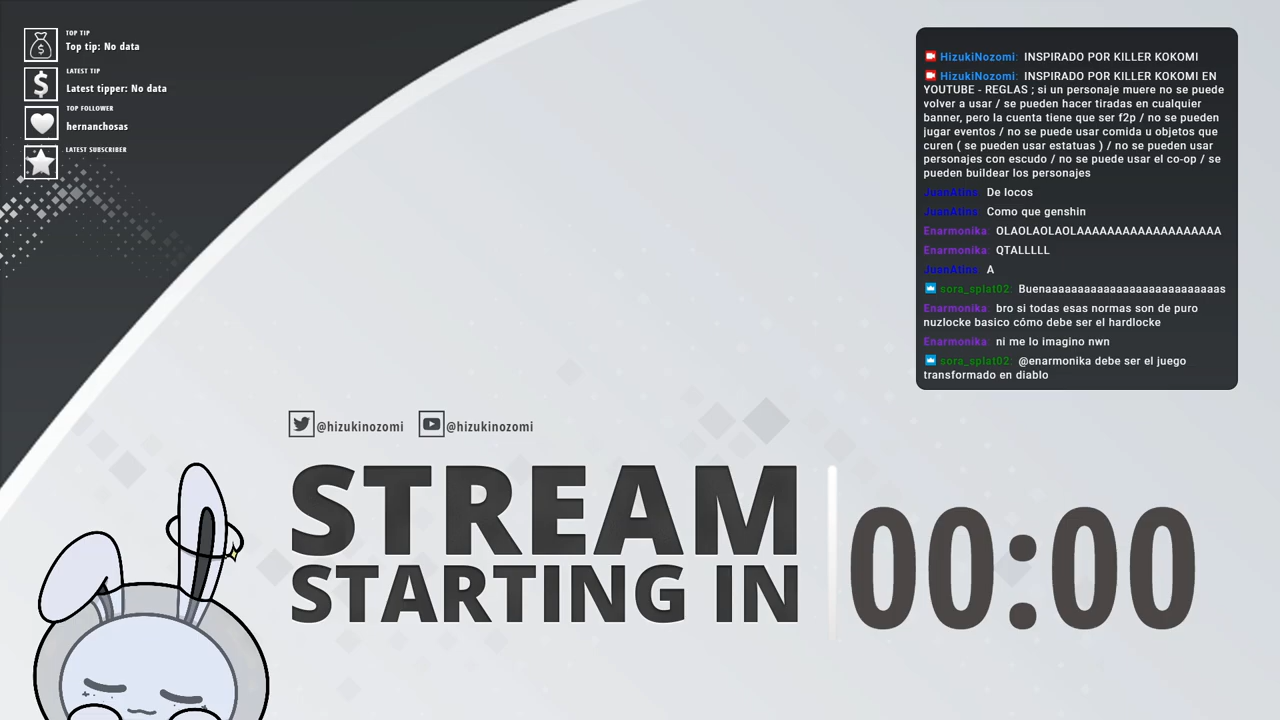 TOP TIP
Top tip: No data
LATEST TIP
Latest tipper: No data
TOP FOLLOWER
hernanchosas
LATEST SUBSCRIBER
HizukiNozomi: INSPIRADO POR KILLER KOKOMI
HizukiNozomi: INSPIRADO POR KILLER KOKOMI EN
YOUTUBE - REGLAS ; si un personaje muere no se puede
volver a usar / se pueden hacer tiradas en cualquier
banner, pero la cuenta tiene que ser f2p / no se pueden
jugar eventos / no se puede usar comida u objetos que
curen ( se pueden usar estatuas ) / no se pueden usar
personajes con escudo / no se puede usar el co-op / se
pueden buildear los personajes
JuanAtins: De locos
JuanAtins: Como que genshin
Enarmonika: OLAOLAOLAOLAAAAAAAAAAAAAAAAAAA
Enarmonika: QTALLLLL
JuanAtins: A
sora_splat02: Buenaaaaaaaaaaaaaaaaaaaaaaaaaaas
Enarmonika: bro si todas esas normas son de puro
nuzlocke basico cómo debe ser el hardlocke
Enarmonika: ni me lo imagino nwn
sora_splat02: @enarmonika debe ser el juego
transformado en diablo
@hizukinozomi @hizukinozomi
STREAM
STARTING IN
00:00